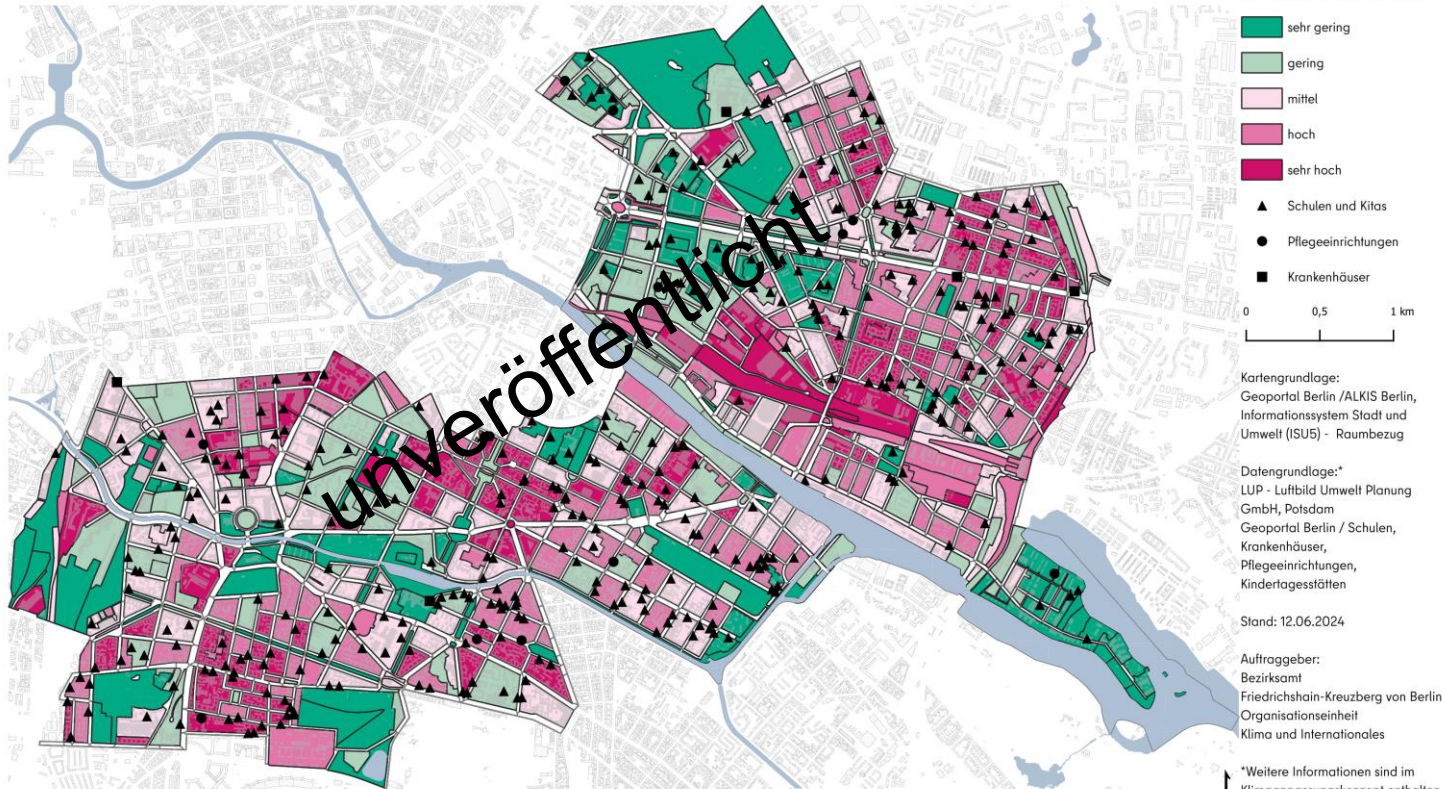 sehr gering
gering
mittel
hoch
sehr hoch
Schulen und Kitas
Pflegeeinrichtungen
Krankenhäuser
0 0,5 1 km
Kartengrundlage:
Geoportal Berlin /ALKIS Berlin,
Informationssystem Stadt und
Umwelt (ISU5) - Raumbezug
Datengrundlage:*
LUP - Luftbild Umwelt Planung
GmbH, Potsdam
Geoportal Berlin / Schulen,
Krankenhäuser,
Pflegeeinrichtungen,
Kindertagesstätten
Stand: 12.06.2024
Auftraggeber:
Bezirksamt
Friedrichshain-Kreuzberg von Berlin
Organisationseinheit
Klima und Internationales
*Weitere Informationen sind im
Klimaanpassungskonzept enthalten
unveröffentlicht